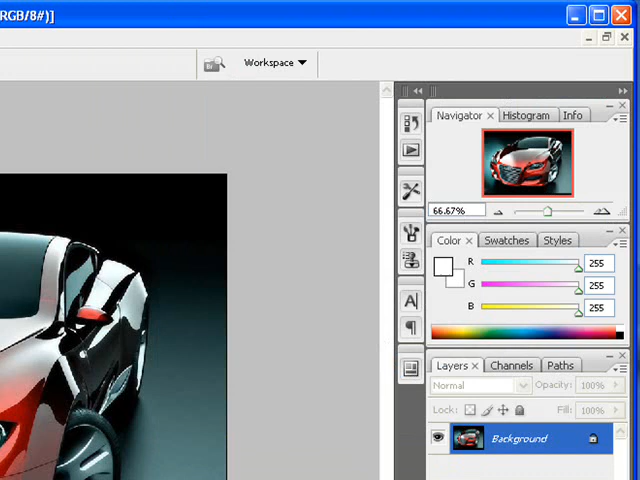 RGB/8#)]
Workspace
Navigator Histogram Info
66.67%
Color Swatches Styles
R 255
G 255
B 255
Layers Channels Paths
Normal Opacity: 100%
Lock: Fill: 100%
Background